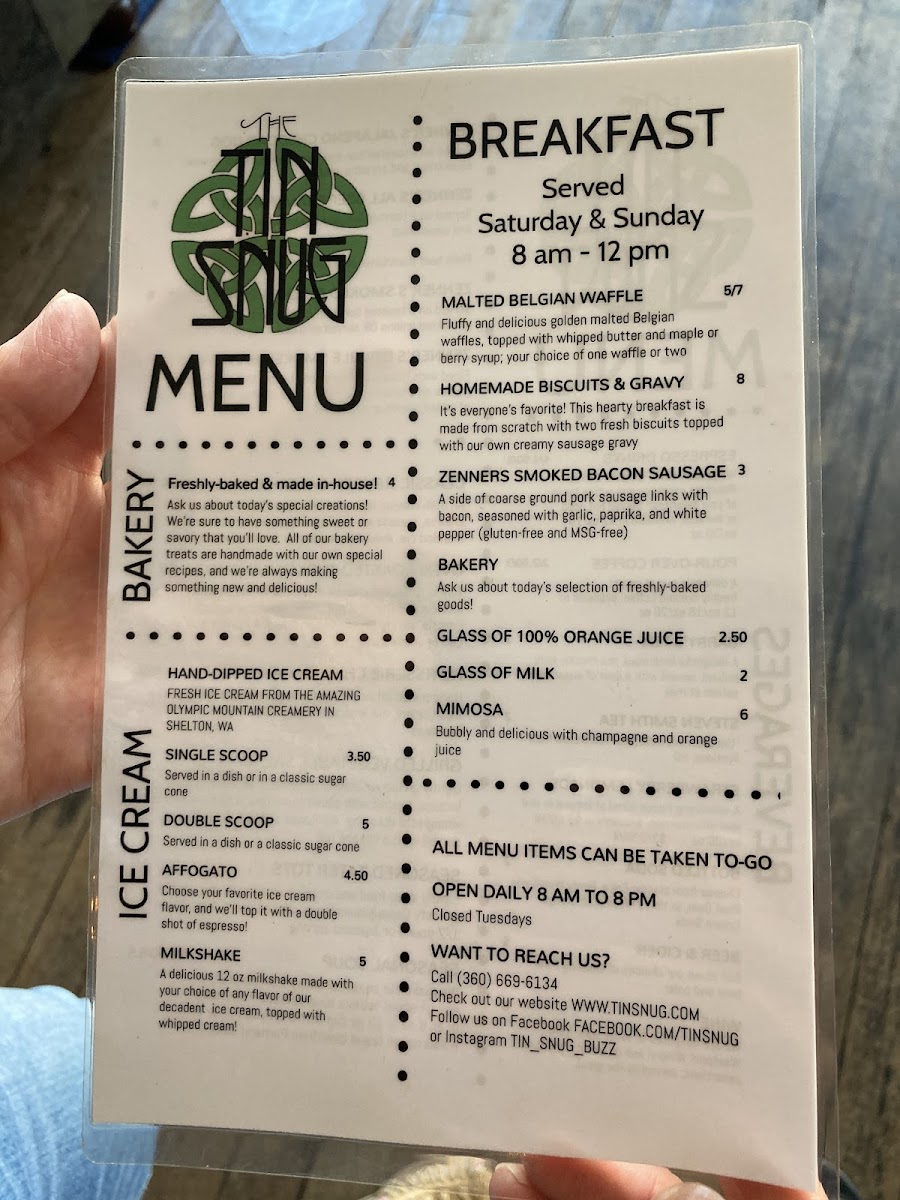 THE
TIN
SNUG
MENU
BAKERY
Freshly-baked & made in-house! 4
Ask us about today's special creations!
We're sure to have something sweet or
savory that you'll love. All of our bakery
treats are handmade with our own special
recipes, and we're always making
something new and delicious!
ICE CREAM
HAND-DIPPED ICE CREAM
FRESH ICE CREAM FROM THE AMAZING
OLYMPIC MOUNTAIN CREAMERY IN
SHELTON, WA
SINGLE SCOOP 3.50
Served in a dish or in a classic sugar
cone
DOUBLE SCOOP 5
Served in a dish or a classic sugar cone
AFFOGATO 4.50
Choose your favorite ice cream
flavor, and we'll top it with a double
shot of espresso!
MILKSHAKE 5
A delicious 12 oz milkshake made with
your choice of any flavor of our
decadent ice cream, topped with
whipped cream!
BREAKFAST
Served
Saturday & Sunday
8 am - 12 pm
MALTED BELGIAN WAFFLE 5/7
Fluffy and delicious golden malted Belgian
waffles, topped with whipped butter and maple or
berry syrup; your choice of one waffle or two
HOMEMADE BISCUITS & GRAVY 8
It's everyone's favorite! This hearty breakfast is
made from scratch with two fresh biscuits topped
with our own creamy sausage gravy
ZENNERS SMOKED BACON SAUSAGE 3
A side of coarse ground pork sausage links with
bacon, seasoned with garlic, paprika, and white
pepper (gluten-free and MSG-free)
BAKERY
Ask us about today's selection of freshly-baked
goods!
GLASS OF 100% ORANGE JUICE 2.50
GLASS OF MILK 2
MIMOSA 6
Bubbly and delicious with champagne and orange
juice
ALL MENU ITEMS CAN BE TAKEN TO-GO
OPEN DAILY 8 AM TO 8 PM
Closed Tuesdays
WANT TO REACH US?
Call (360) 669-6134
Check out our website WWW.TINSNUG.COM
Follow us on Facebook FACEBOOK.COM/TINSNUG
or Instagram TIN_SNUG_BUZZ